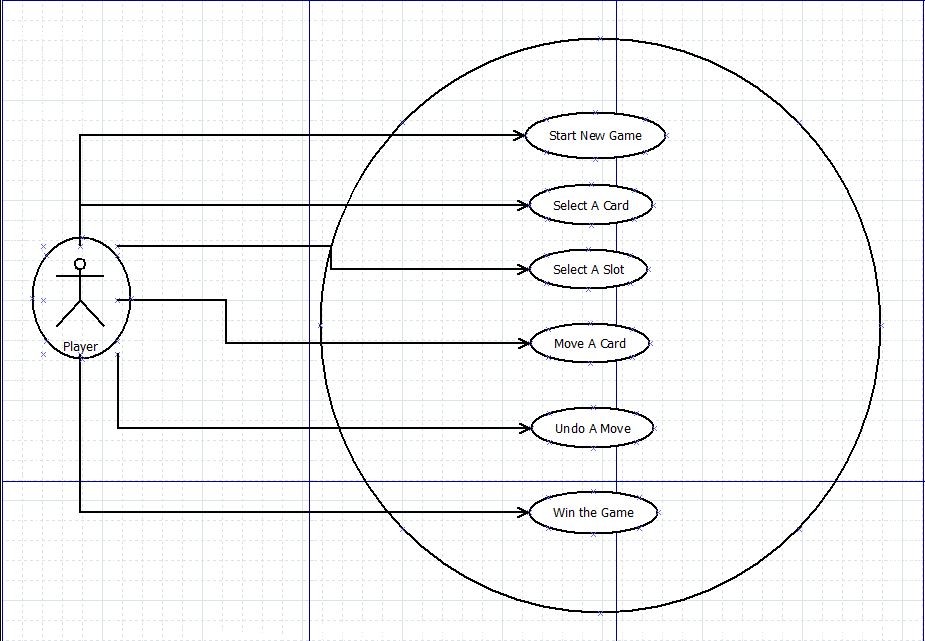 Start New Game
Select A Card
Select A Slot
Player
Move A Card
Undo A Move
Win the Game